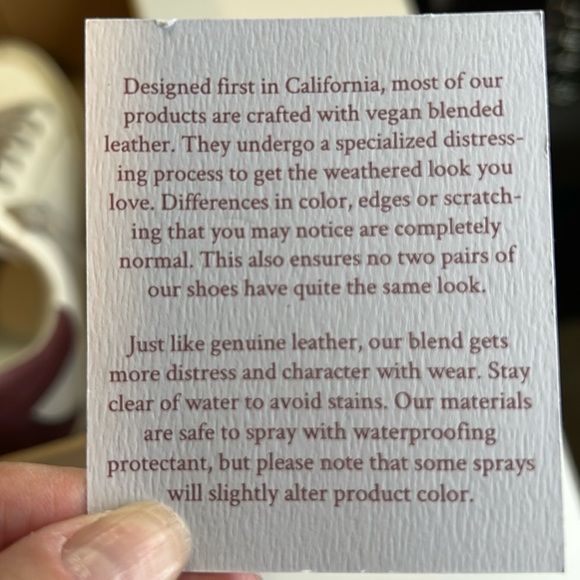 Designed first in California, most of our
products are crafted with vegan blended
leather. They undergo a specialized distress-
ing process to get the weathered look you
love. Differences in color, edges or scratch-
ing that you may notice are completely
normal. This also ensures no two pairs of
our shoes have quite the same look.
Just like genuine leather, our blend gets
more distress and character with wear. Stay
clear of water to avoid stains. Our materials
are safe to spray with waterproofing
protectant, but please note that some sprays
will slightly alter product color.